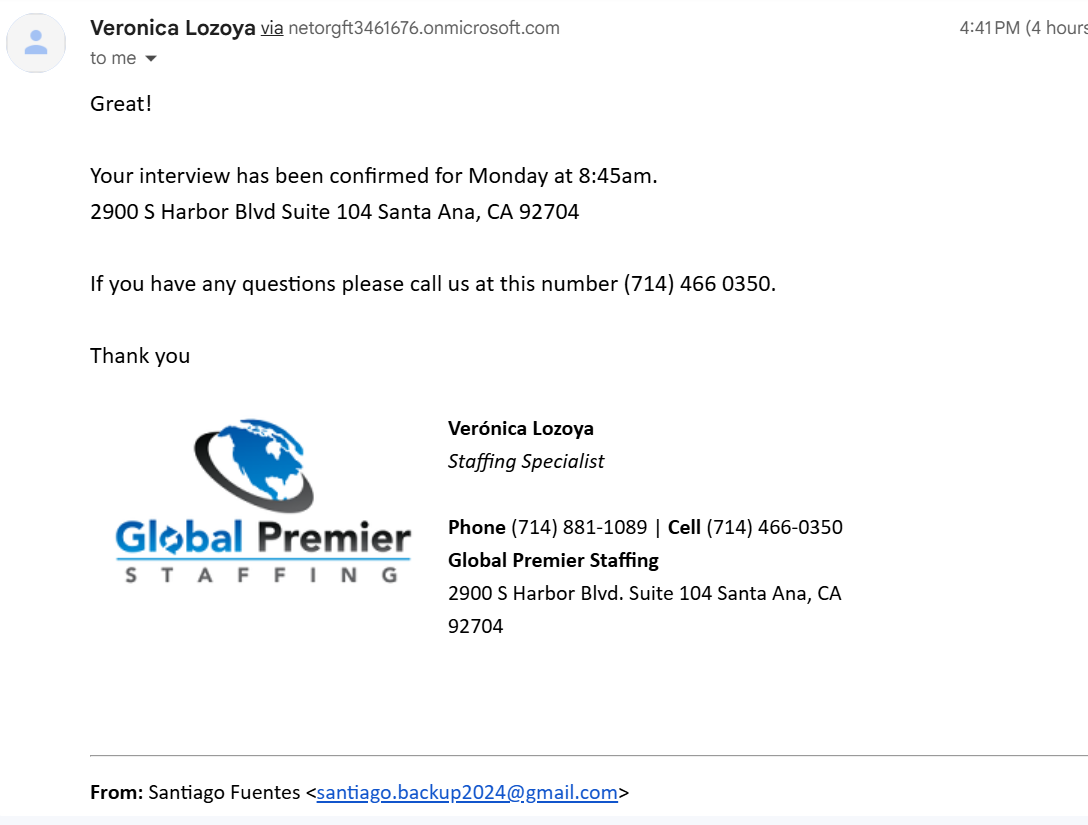 Veronica Lozoya via netorgft3461676.onmicrosoft.com 4:41 PM (4 hours
to me
Great!
Your interview has been confirmed for Monday at 8:45am.
2900 S Harbor Blvd Suite 104 Santa Ana, CA 92704
If you have any questions please call us at this number (714) 466 0350.
Thank you
Global Premier
STAFFING
Verónica Lozoya
Staffing Specialist
Phone (714) 881-1089 | Cell (714) 466-0350
Global Premier Staffing
2900 S Harbor Blvd. Suite 104 Santa Ana, CA
92704
From: Santiago Fuentes <santiago.backup2024@gmail.com>